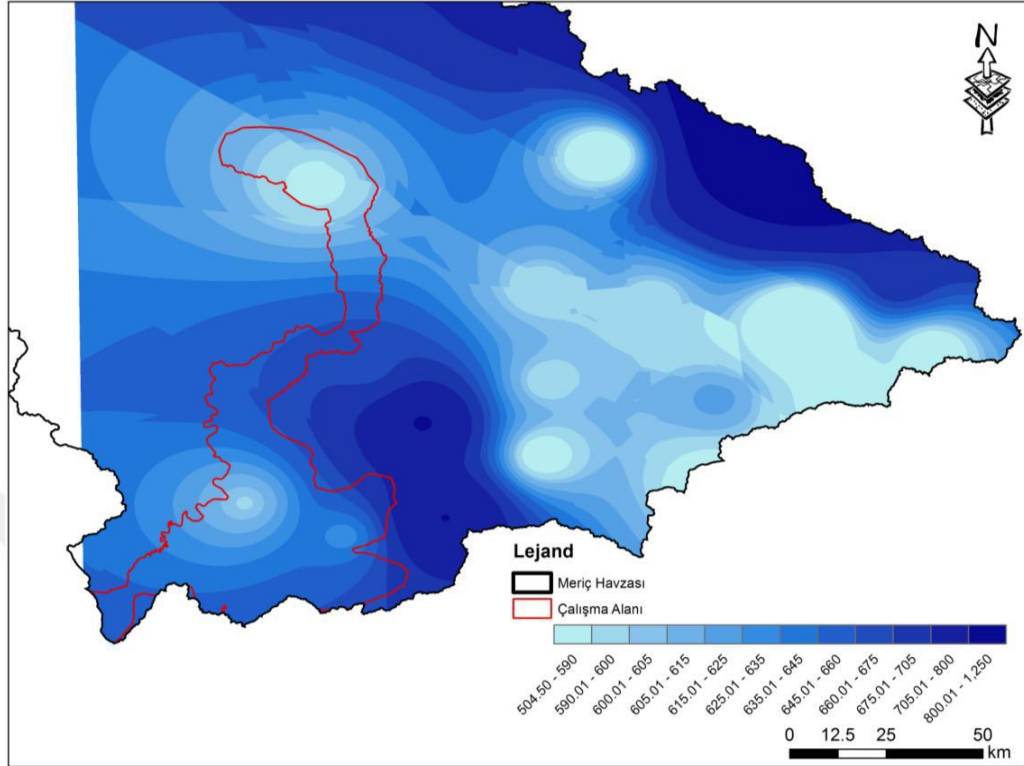 N
Lejand
Meriç Havzası
Çalışma Alanı
504.50 - 590
590.01 - 600
600.01 - 605
605.01 - 615
615.01 - 625
625.01 - 635
635.01 - 645
645.01 - 660
660.01 - 675
675.01 - 705
705.01 - 800
800.01 - 1,250
0 12.5 25 50
km